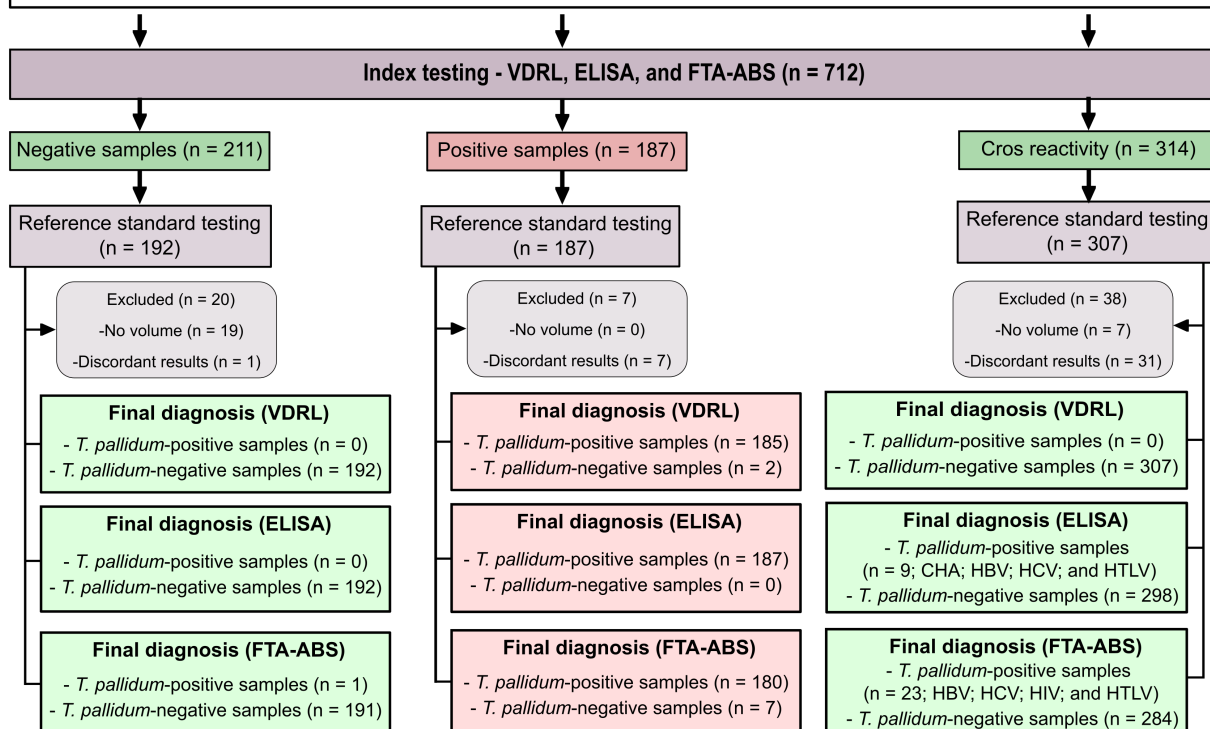 Index testing - VDRL, ELISA, and FTA-ABS (n = 712)
Negative samples (n = 211)
Reference standard testing
(n = 192)
Excluded (n = 20)
-No volume (n = 19)
-Discordant results (n = 1)
Final diagnosis (VDRL)
- T. pallidum-positive samples (n = 0)
- T. pallidum-negative samples (n = 192)
Final diagnosis (ELISA)
- T. pallidum-positive samples (n = 0)
- T. pallidum-negative samples (n = 192)
Final diagnosis (FTA-ABS)
- T. pallidum-positive samples (n = 1)
- T. pallidum-negative samples (n = 191)
Positive samples (n = 187)
Reference standard testing
(n = 187)
Excluded (n = 7)
-No volume (n = 0)
-Discordant results (n = 7)
Final diagnosis (VDRL)
- T. pallidum-positive samples (n = 185)
- T. pallidum-negative samples (n = 2)
Final diagnosis (ELISA)
- T. pallidum-positive samples (n = 187)
- T. pallidum-negative samples (n = 0)
Final diagnosis (FTA-ABS)
- T. pallidum-positive samples (n = 180)
- T. pallidum-negative samples (n = 7)
Cros reactivity (n = 314)
Reference standard testing
(n = 307)
Excluded (n = 38)
-No volume (n = 7)
-Discordant results (n = 31)
Final diagnosis (VDRL)
- T. pallidum-positive samples (n = 0)
- T. pallidum-negative samples (n = 307)
Final diagnosis (ELISA)
- T. pallidum-positive samples
(n = 9; CHA; HBV; HCV; and HTLV)
- T. pallidum-negative samples (n = 298)
Final diagnosis (FTA-ABS)
- T. pallidum-positive samples
(n = 23; HBV; HCV; HIV; and HTLV)
- T. pallidum-negative samples (n = 284)